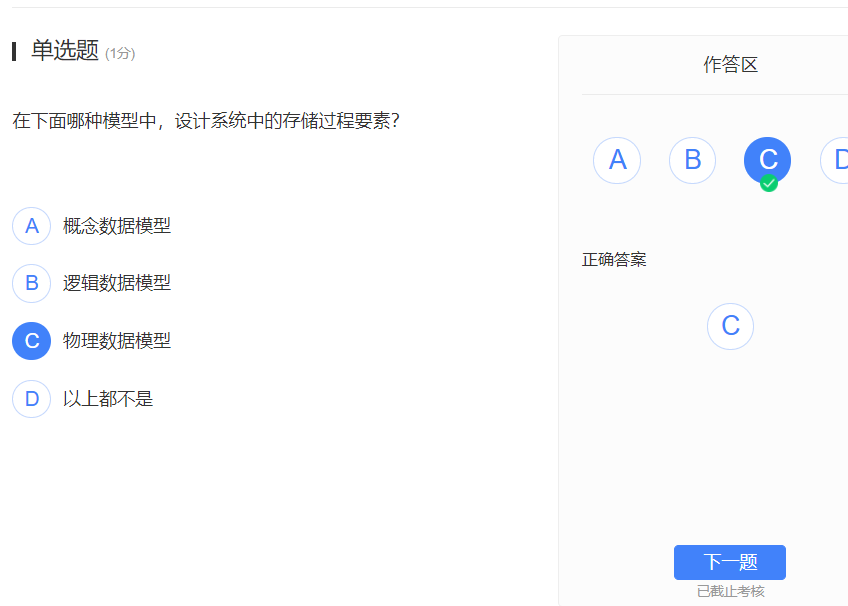 单选题 (1分)
在下面哪种模型中，设计系统中的存储过程要素?
A 概念数据模型
B 逻辑数据模型
C 物理数据模型
D 以上都不是
作答区
A B C D
正确答案
C
下一题
已截止考核